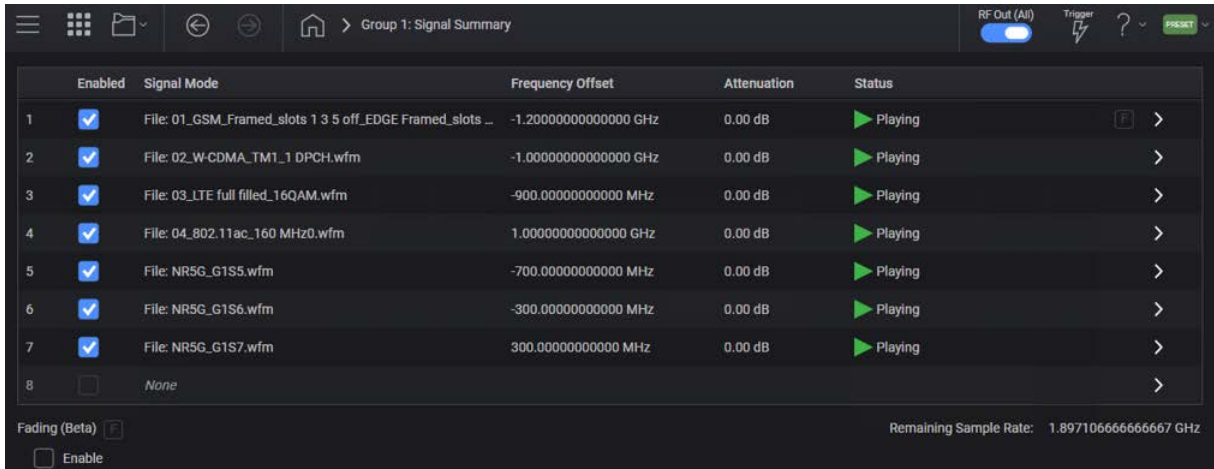 Group 1: Signal Summary RF Out (All) Trigger ? PRESET
Enabled Signal Mode Frequency Offset Attenuation Status
1 File: 01_GSM_Framed_slots 1 3 5 off_EDGE Framed_slots ... -1.20000000000000 GHz 0.00 dB Playing F
2 File: 02_W-CDMA_TM1_1 DPCH.wfm -1.00000000000000 GHz 0.00 dB Playing
3 File: 03_LTE full filled_16QAM.wfm -900.00000000000 MHz 0.00 dB Playing
4 File: 04_802.11ac_160 MHz0.wfm 1.00000000000000 GHz 0.00 dB Playing
5 File: NR5G_G1S5.wfm -700.00000000000 MHz 0.00 dB Playing
6 File: NR5G_G1S6.wfm -300.00000000000 MHz 0.00 dB Playing
7 File: NR5G_G1S7.wfm 300.00000000000 MHz 0.00 dB Playing
8 None
Fading (Beta) F Remaining Sample Rate: 1.897106666666667 GHz
Enable